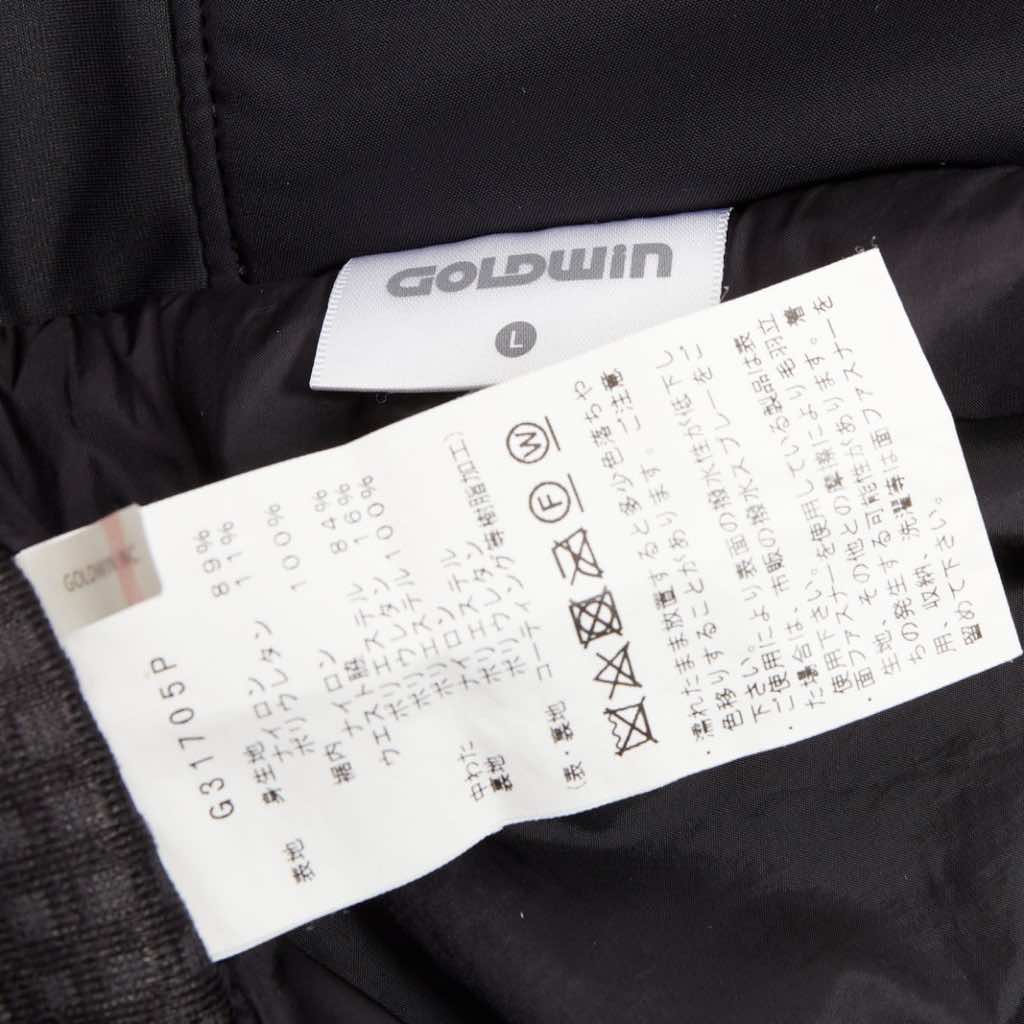 GOLDWIN
L
GOLDWIN
G31705P
表地
身生地 ナイロン 89%
ポリウレタン 11%
裾内 ナイロン 100%
ウエスト脇
ポリエステル 84%
ポリウレタン 16%
中わた ポリエステル 100%
裏地 ナイロン
(表・裏地
コーティング等樹脂加工)
F
W
・濡れたまま放置すると多少色落ちや
色移りすることがあります。ご注意
下さい。
・ご使用により表面の撥水性が低下し
た場合は、市販の撥水スプレーをご
使用下さい。
・面ファスナーを使用している製品は表
生地、その他との摩擦により毛羽立
ちの発生する可能性があります。着
用、収納、洗濯等は面ファスナーを
留めて下さい。